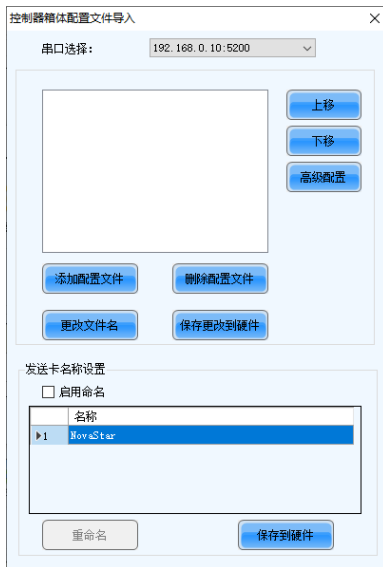 控制器箱体配置文件导入
串口选择: 192.168.0.10:5200
上移
下移
高级配置
添加配置文件 删除配置文件
更改文件名 保存更改到硬件
发送卡名称设置
启用命名
名称
1 NovaStar
重命名 保存到硬件